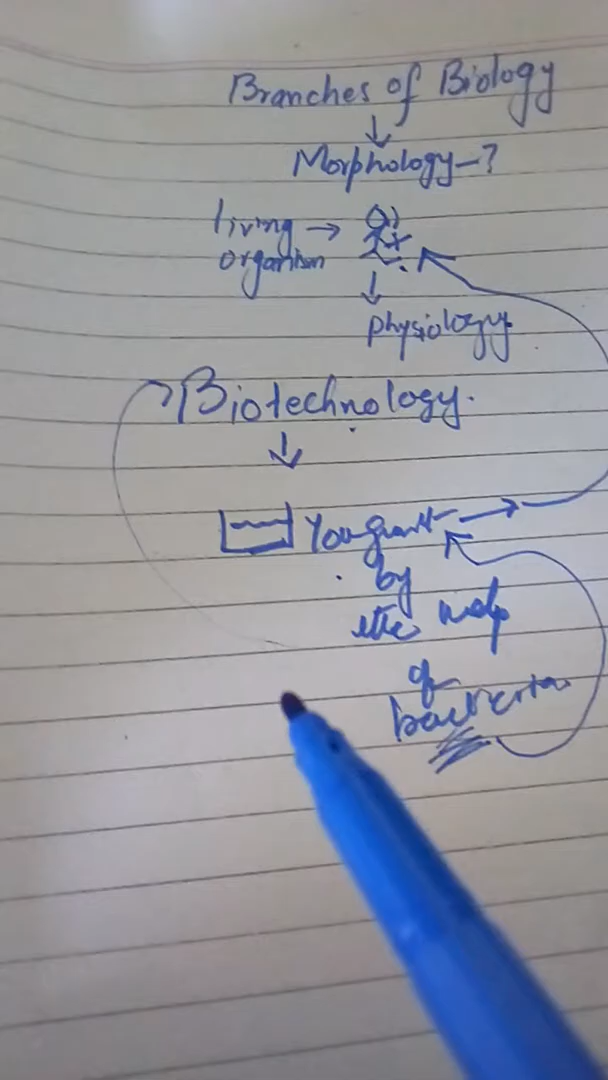 Branches of Biology
Morphology - ?
living
organism
physiology
Biotechnology.
Yougurt
by
the help
of
bacteria